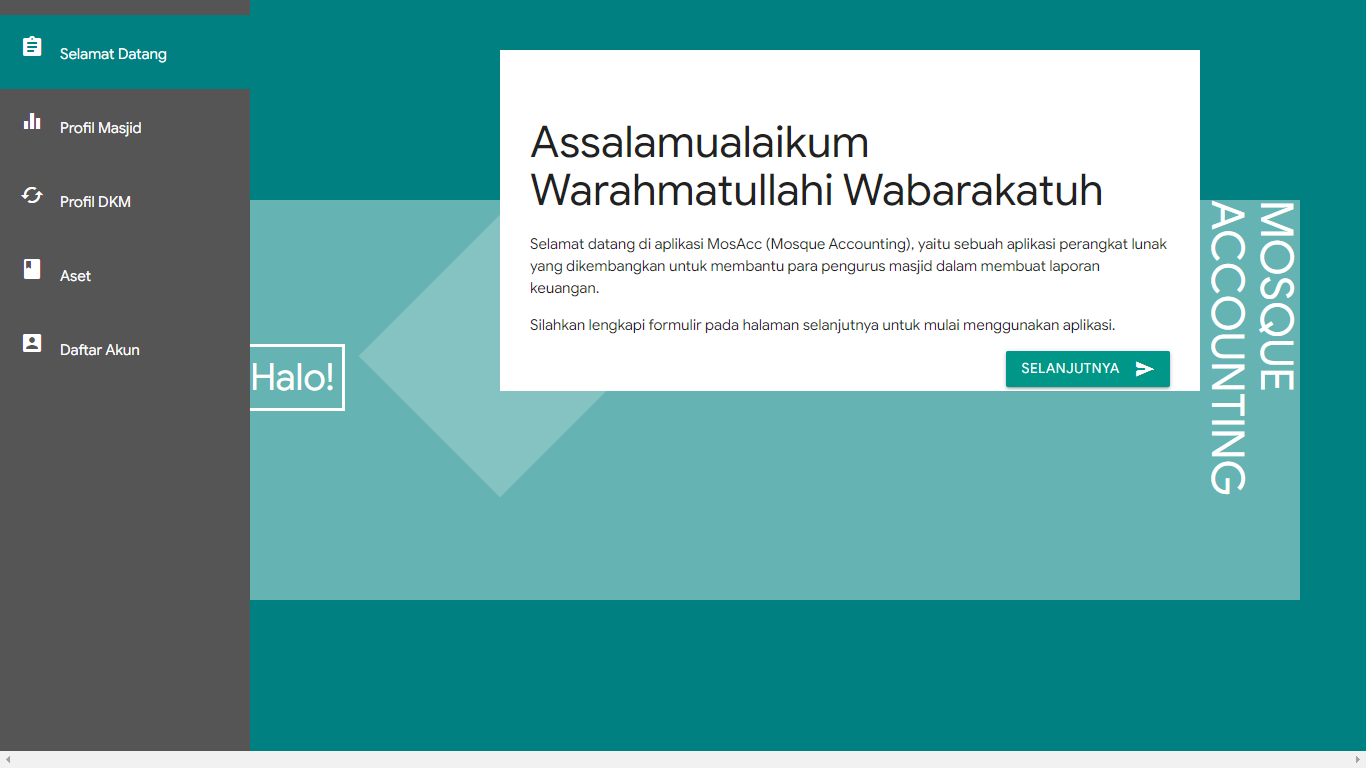 Selamat Datang
Profil Masjid
Profil DKM
Aset
Daftar Akun
Halo!
Assalamualaikum
Warahmatullahi Wabarakatuh
Selamat datang di aplikasi MosAcc (Mosque Accounting), yaitu sebuah aplikasi perangkat lunak
yang dikembangkan untuk membantu para pengurus masjid dalam membuat laporan
keuangan.
Silahkan lengkapi formulir pada halaman selanjutnya untuk mulai menggunakan aplikasi.
SELANJUTNYA
MOSQUE
ACCOUNTING